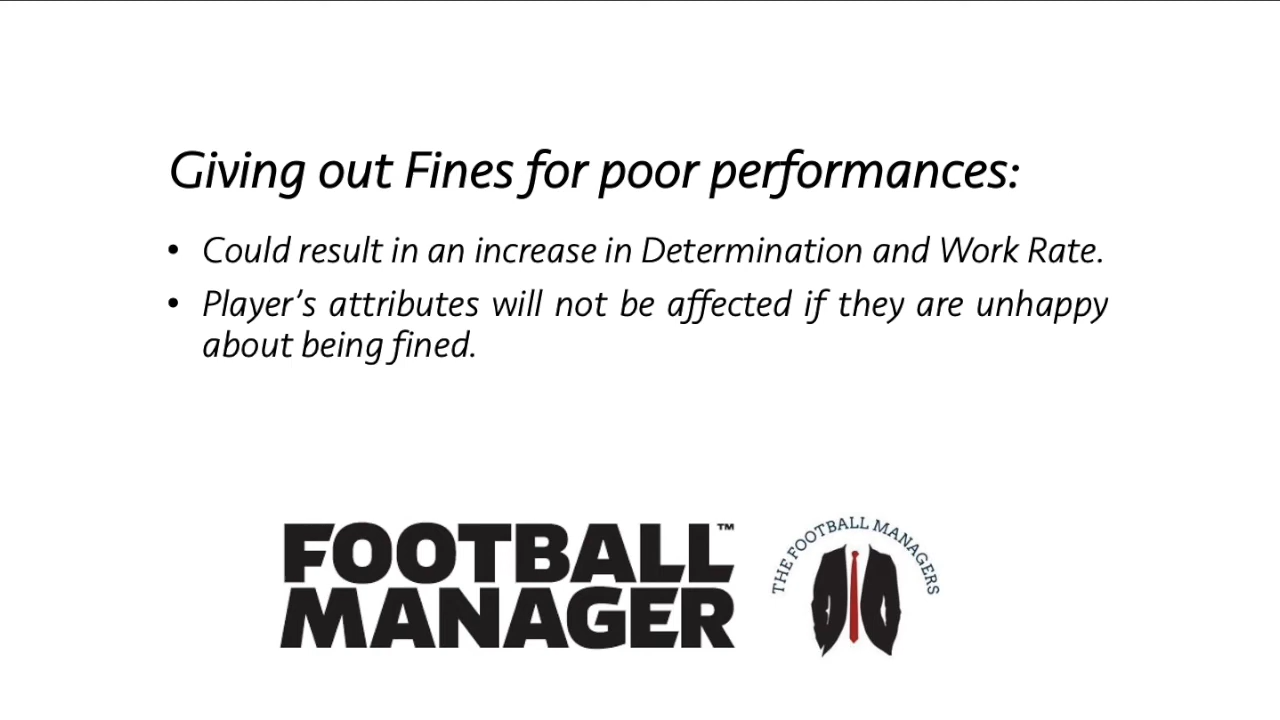 Giving out Fines for poor performances:
• Could result in an increase in Determination and Work Rate.
• Player’s attributes will not be affected if they are unhappy
about being fined.
FOOTBALL™
MANAGER
THE FOOTBALL MANAGERS